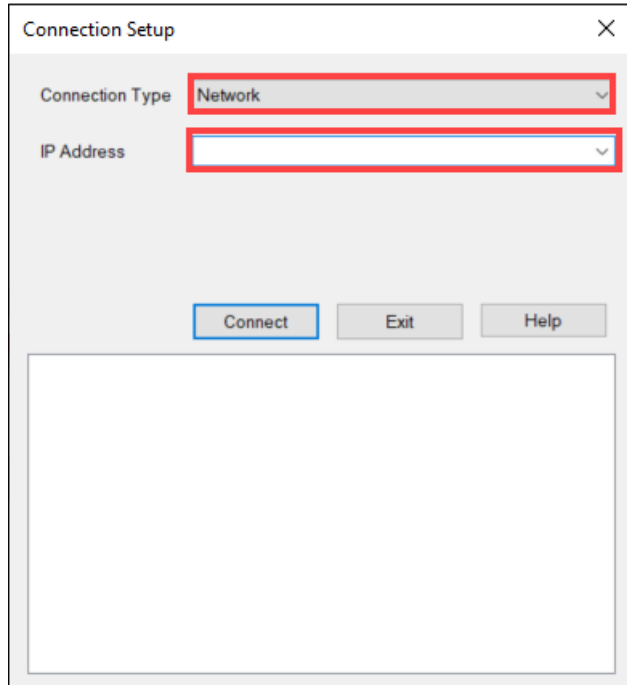 Connection Setup
Connection Type Network
IP Address
Connect Exit Help